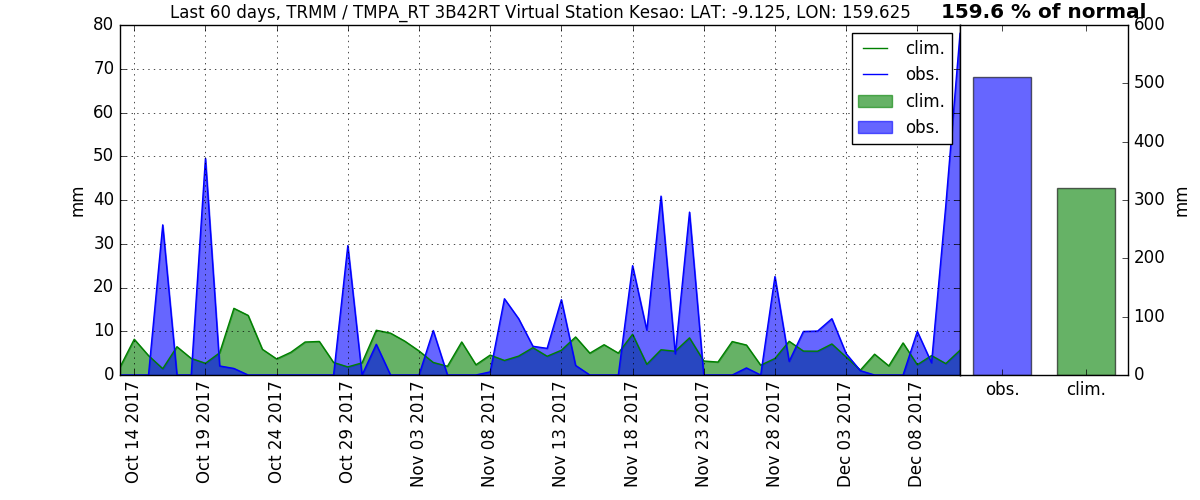 Last 60 days, TRMM / TMPA_RT 3B42RT Virtual Station Kesao: LAT: -9.125, LON: 159.625
159.6 % of normal
mm
80
70
60
50
40
30
20
10
0
clim.
obs.
clim.
obs.
600
500
400
300
200
100
0
mm
Oct 14 2017
Oct 19 2017
Oct 24 2017
Oct 29 2017
Nov 03 2017
Nov 08 2017
Nov 13 2017
Nov 18 2017
Nov 23 2017
Nov 28 2017
Dec 03 2017
Dec 08 2017
obs.
clim.